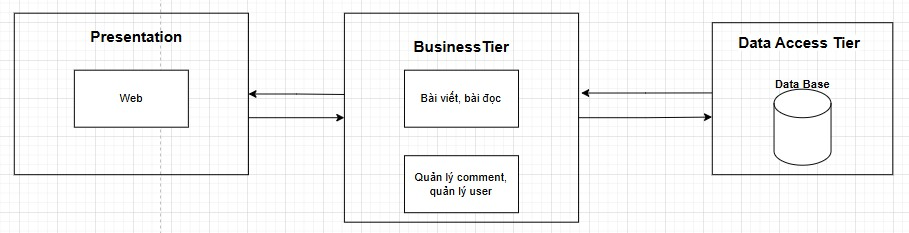 Presentation
Web
BusinessTier
Bài viết, bài đọc
Quản lý comment,
quản lý user
Data Access Tier
Data Base